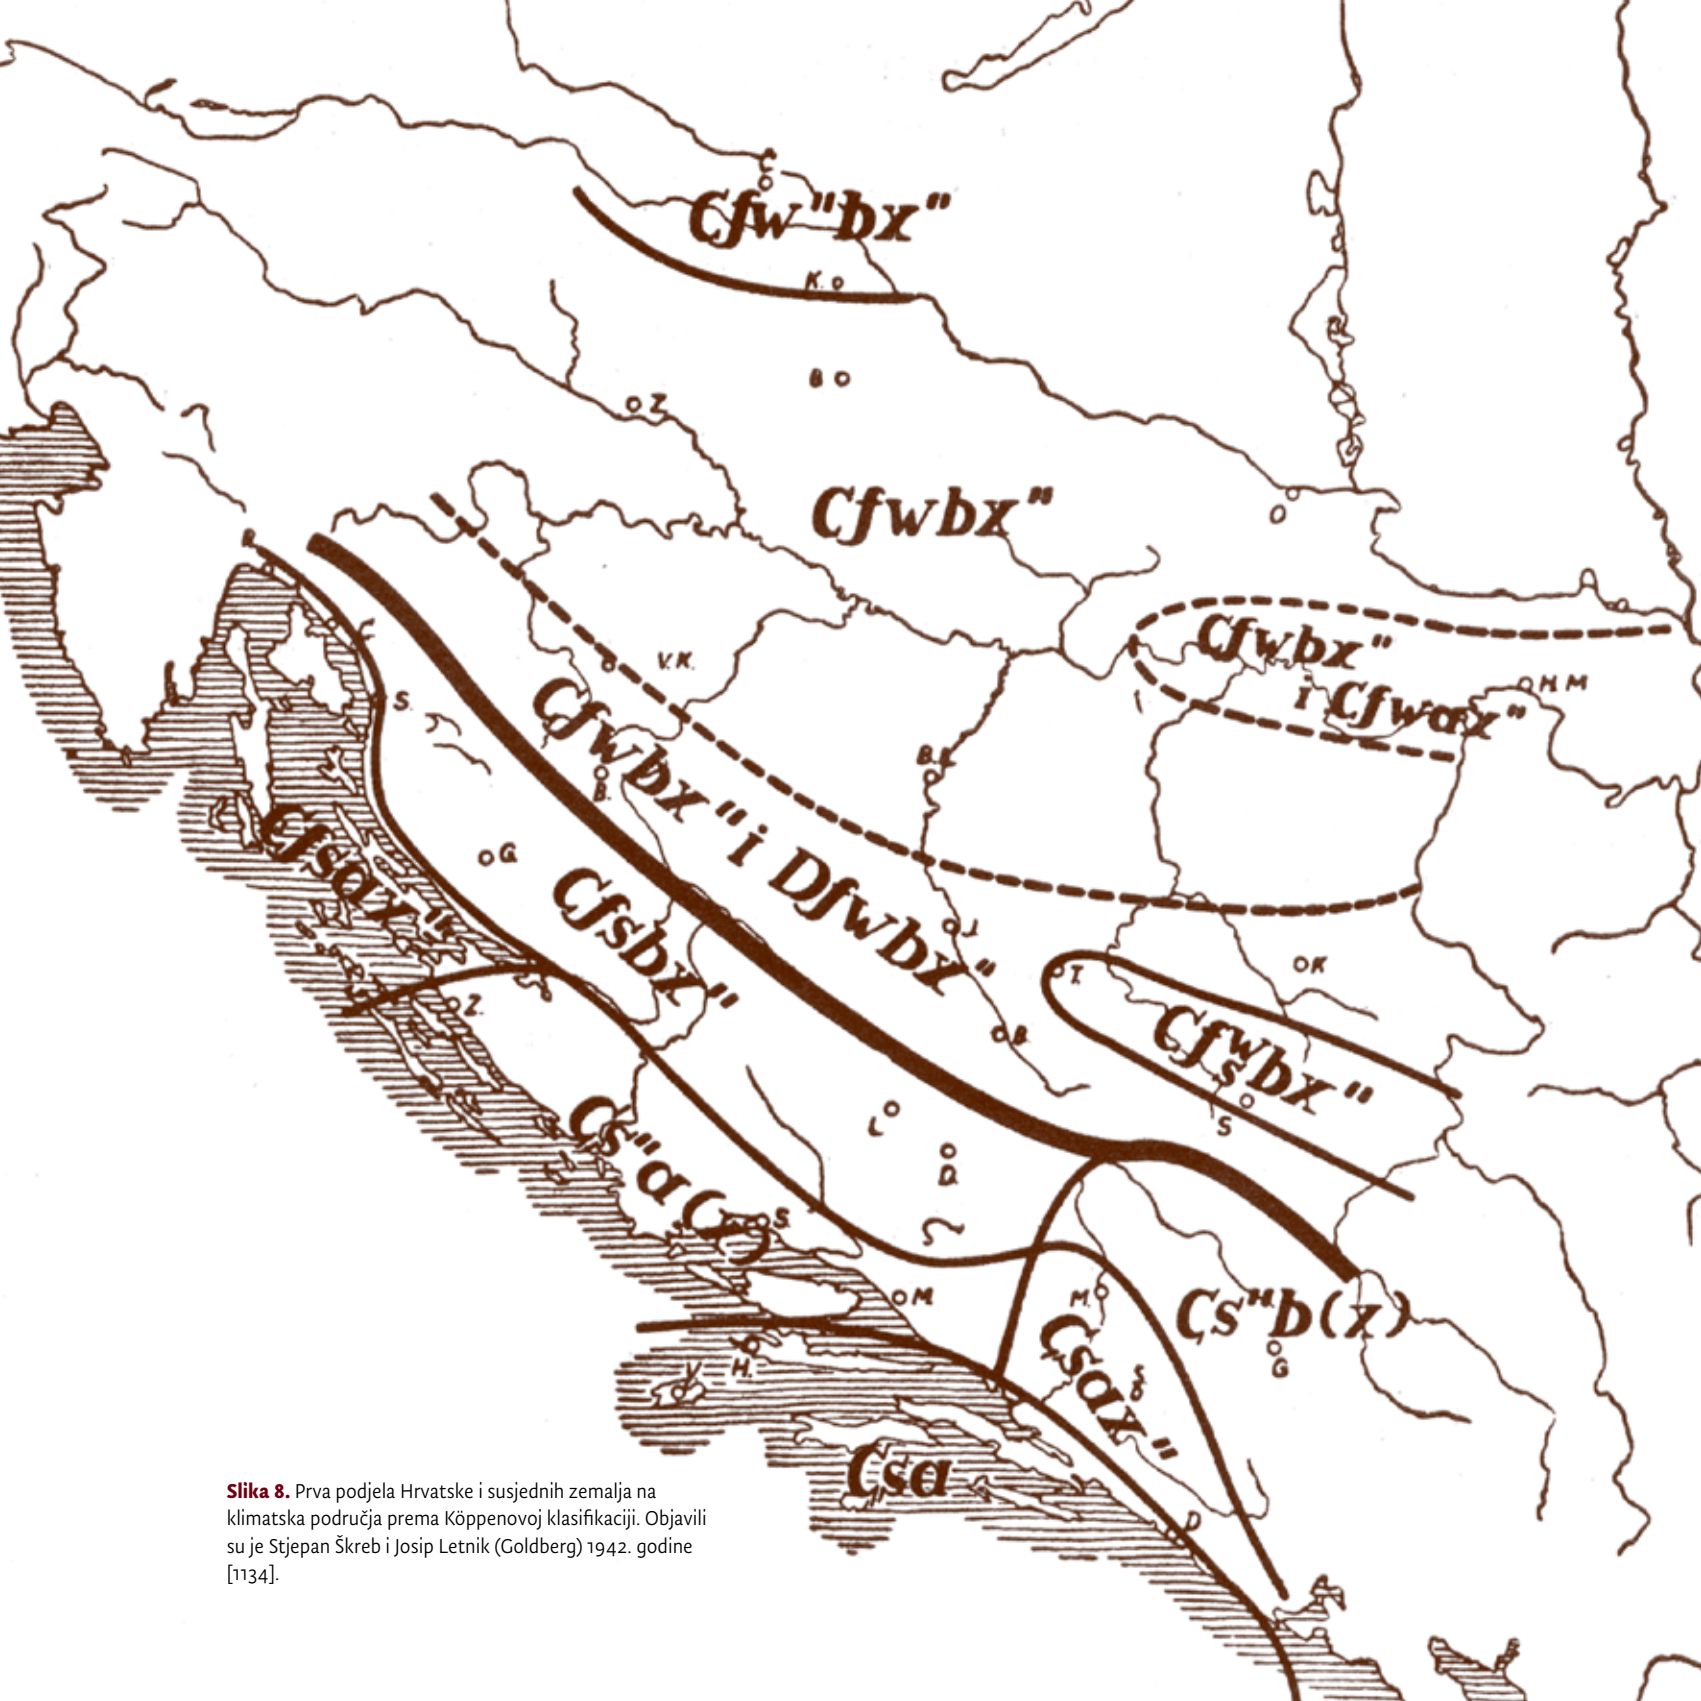 Č
Cfw"bx"
K.
B
Z
Cfwbx"
O
R.
C
Cfwbx"
i Cfwax"
H M
V.K.
S.
B.L.
Cfwbx" i Dfwbx"
B.
G
Cfsax"
Cfsbx"
J
K
T.
Z.
B
Cfwbx"
s
S
L
D.
Cs"a(x)
S.
M
M.
Cs"b(x)
G
H.
V
Csax"
S
Csa
D
Slika 8. Prva podjela Hrvatske i susjednih zemalja na
klimatska područja prema Köppenovoj klasifikaciji. Objavili
su je Stjepan Škreb i Josip Letnik (Goldberg) 1942. godine
[1134].